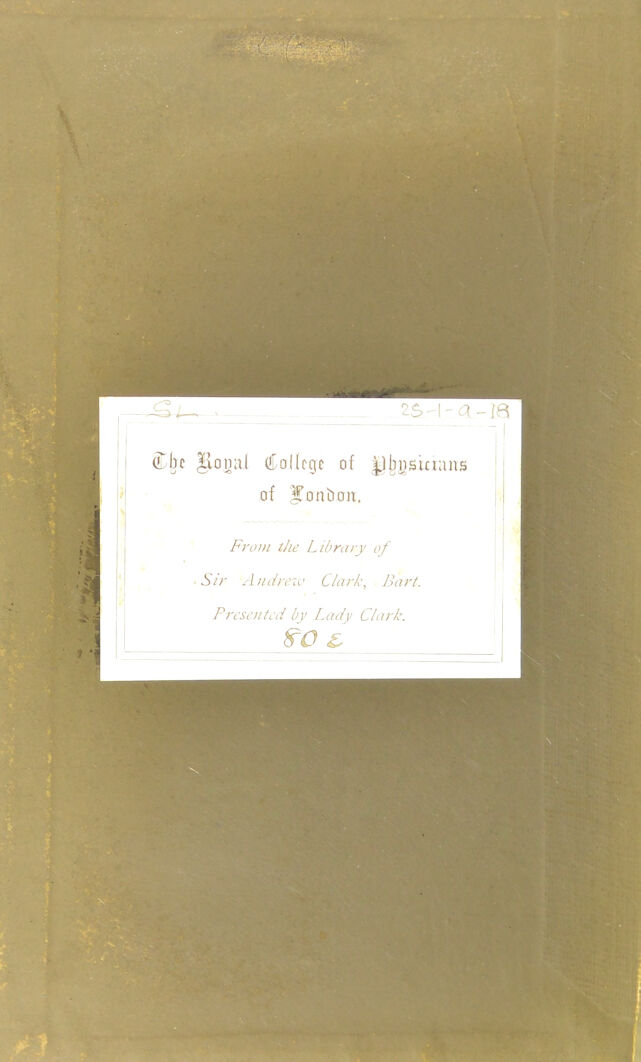 SL.
25-1-a-18
The Royal College of Physicians
of London.
From the Library of
Sir Andrew Clark, Bart.
Presented by Lady Clark.